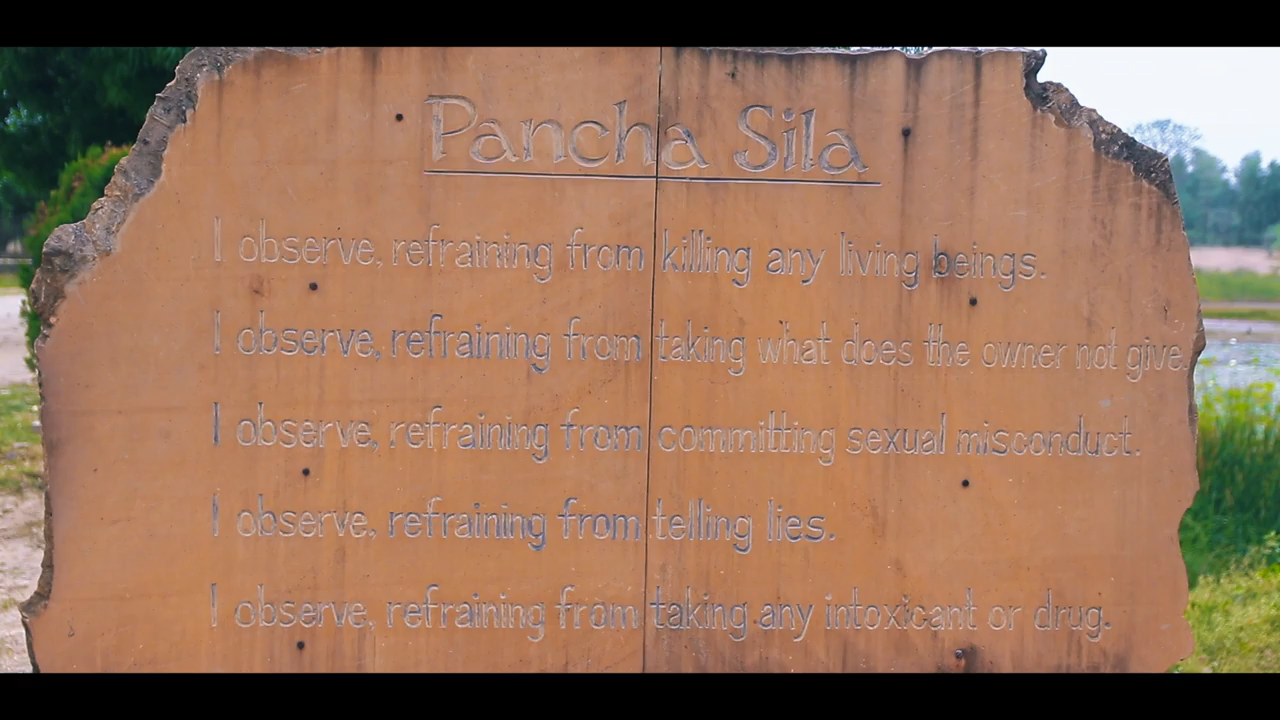 Pancha Sila
I observe, refraining from killing any living beings.
I observe, refraining from taking what does the owner not give.
I observe, refraining from committing sexual misconduct.
I observe, refraining from telling lies.
I observe, refraining from taking any intoxicant or drug.